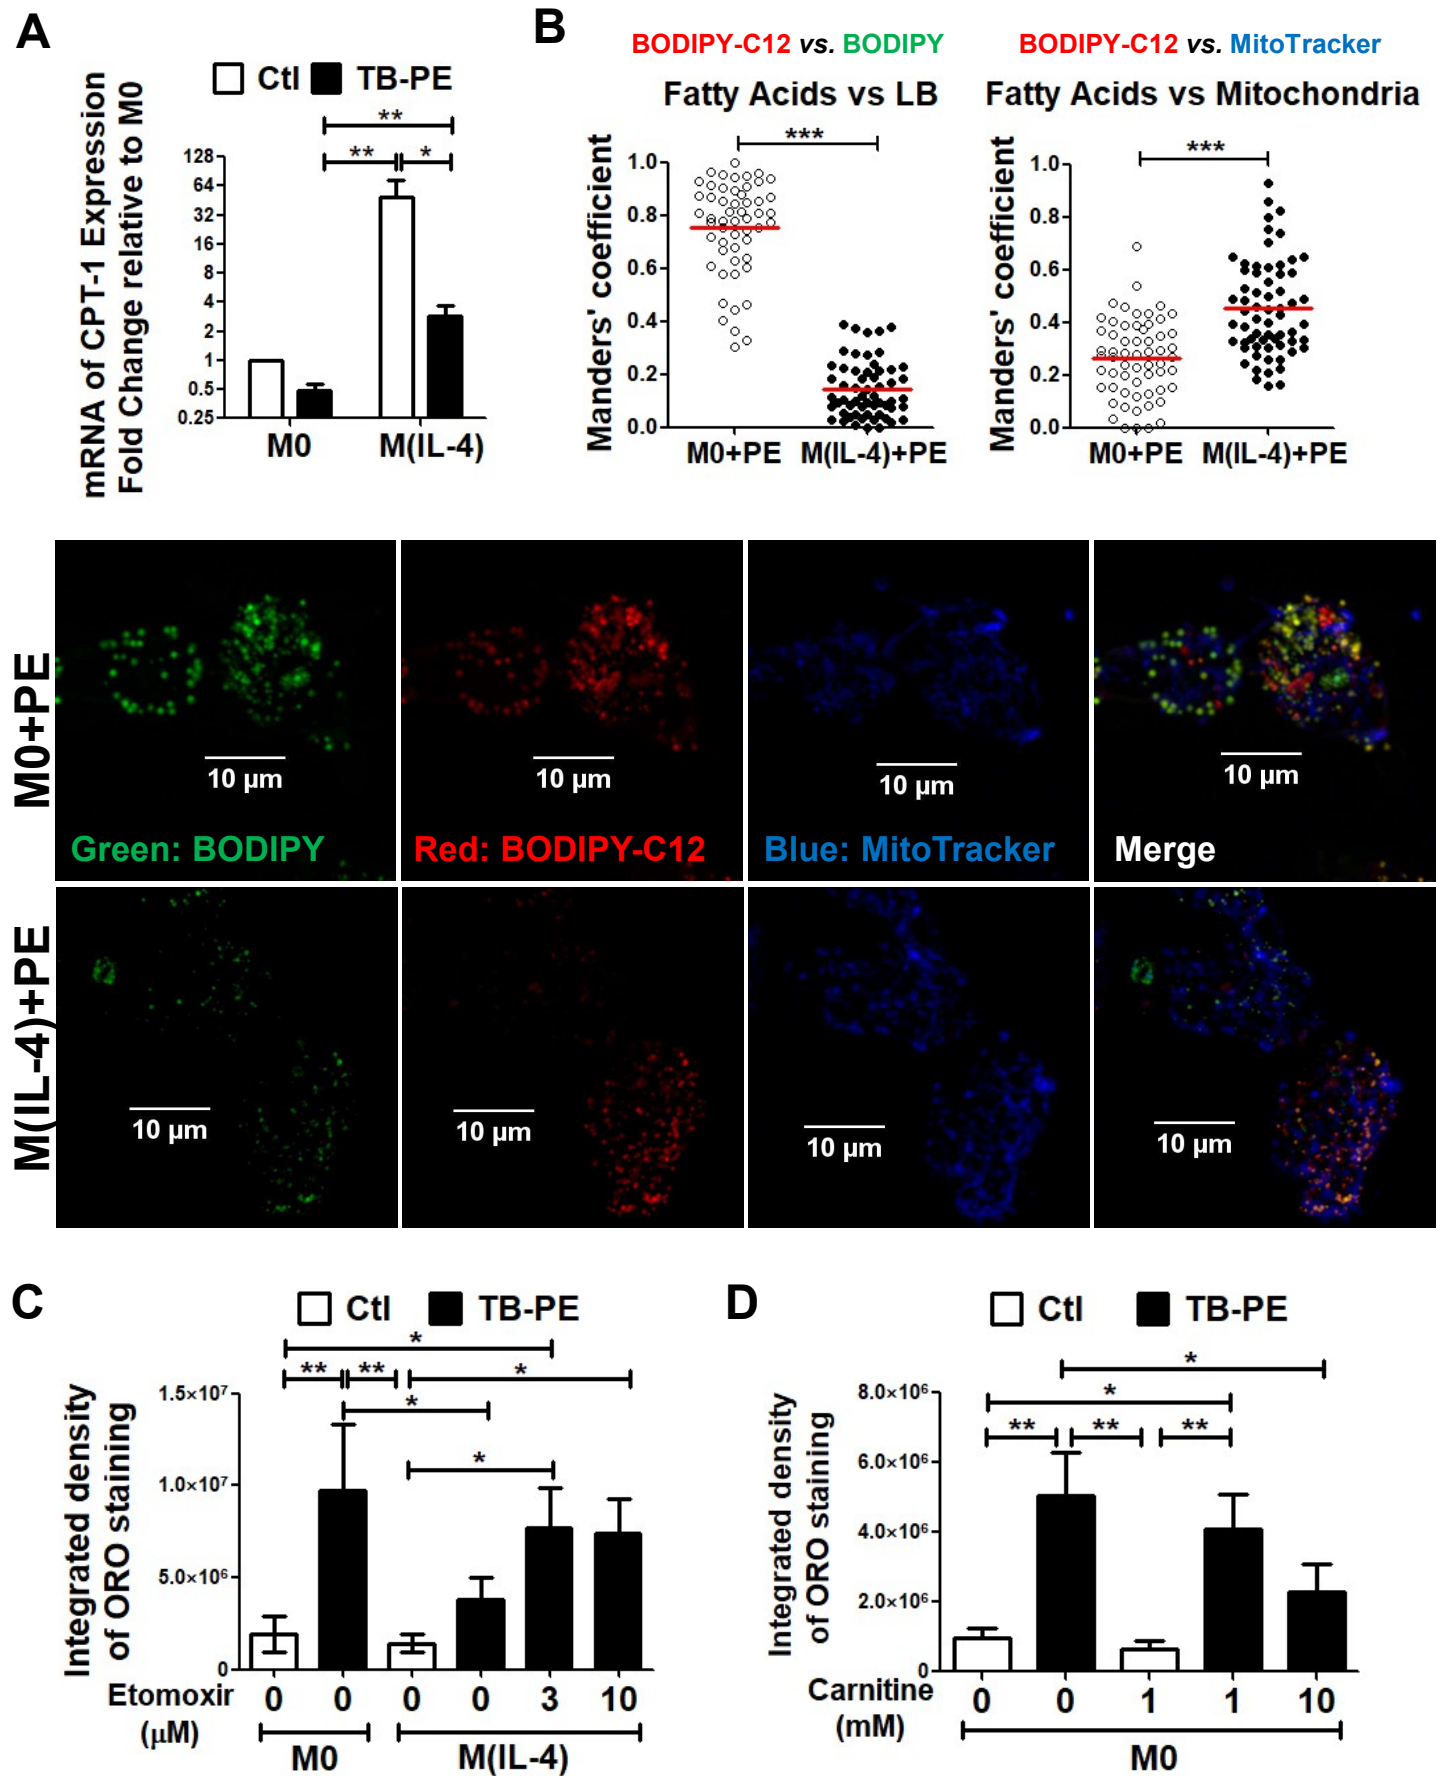 A
Ctl TB-PE
mRNA of CPT-1 Expression
Fold Change relative to M0
128
64
32
16
8
4
2
1
0.5
0.25
**
** *
M0 M(IL-4)
B
BODIPY-C12 vs. BODIPY
Fatty Acids vs LB
Manders' coefficient
1.0
0.8
0.6
0.4
0.2
0.0
***
M0+PE M(IL-4)+PE
BODIPY-C12 vs. MitoTracker
Fatty Acids vs Mitochondria
Manders' coefficient
1.0
0.8
0.6
0.4
0.2
0.0
***
M0+PE M(IL-4)+PE
M0+PE
10 µm 10 µm 10 µm 10 µm
Green: BODIPY Red: BODIPY-C12 Blue: MitoTracker Merge
M(IL-4)+PE
10 µm 10 µm 10 µm 10 µm
C
Ctl TB-PE
Integrated density
of ORO staining
1.5×10⁷
1.0×10⁷
5.0×10⁶
0
*
** ** *
*
*
Etomoxir 0 0 0 0 3 10
(µM)
M0 M(IL-4)
D
Ctl TB-PE
Integrated density
of ORO staining
8.0×10⁶
6.0×10⁶
4.0×10⁶
2.0×10⁶
0
*
*
** ** **
Carnitine 0 0 1 1 10
(mM)
M0